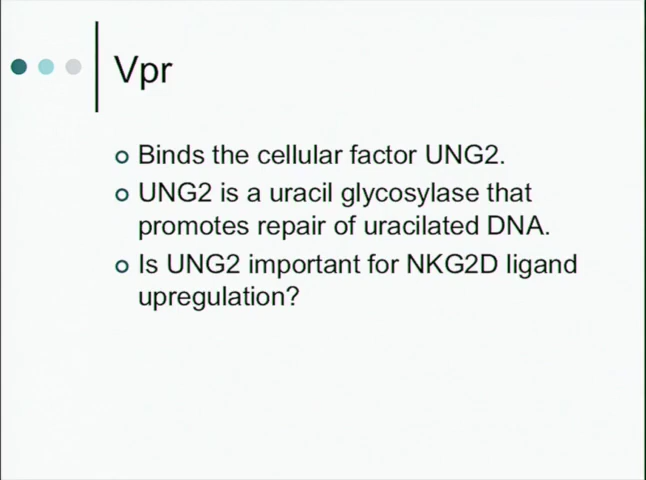 Vpr
Binds the cellular factor UNG2.
UNG2 is a uracil glycosylase that
promotes repair of uracilated DNA.
Is UNG2 important for NKG2D ligand
upregulation?